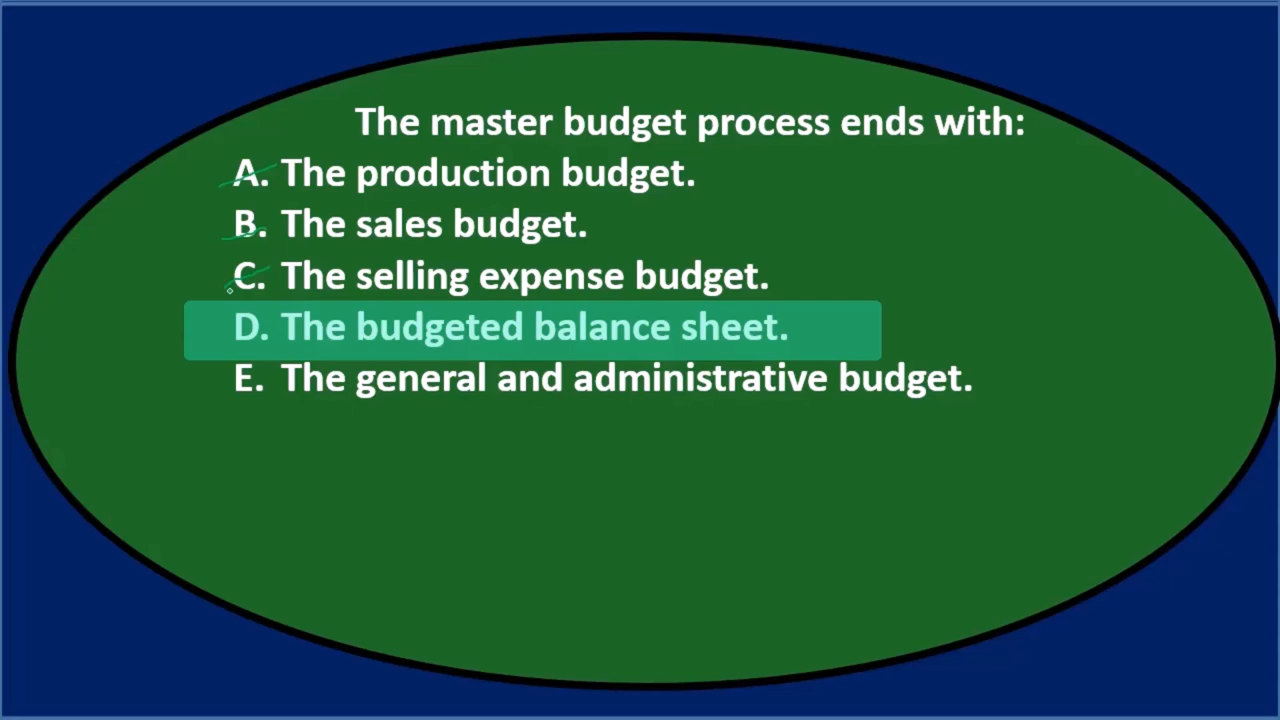 The master budget process ends with:
A. The production budget.
B. The sales budget.
C. The selling expense budget.
D. The budgeted balance sheet.
E. The general and administrative budget.